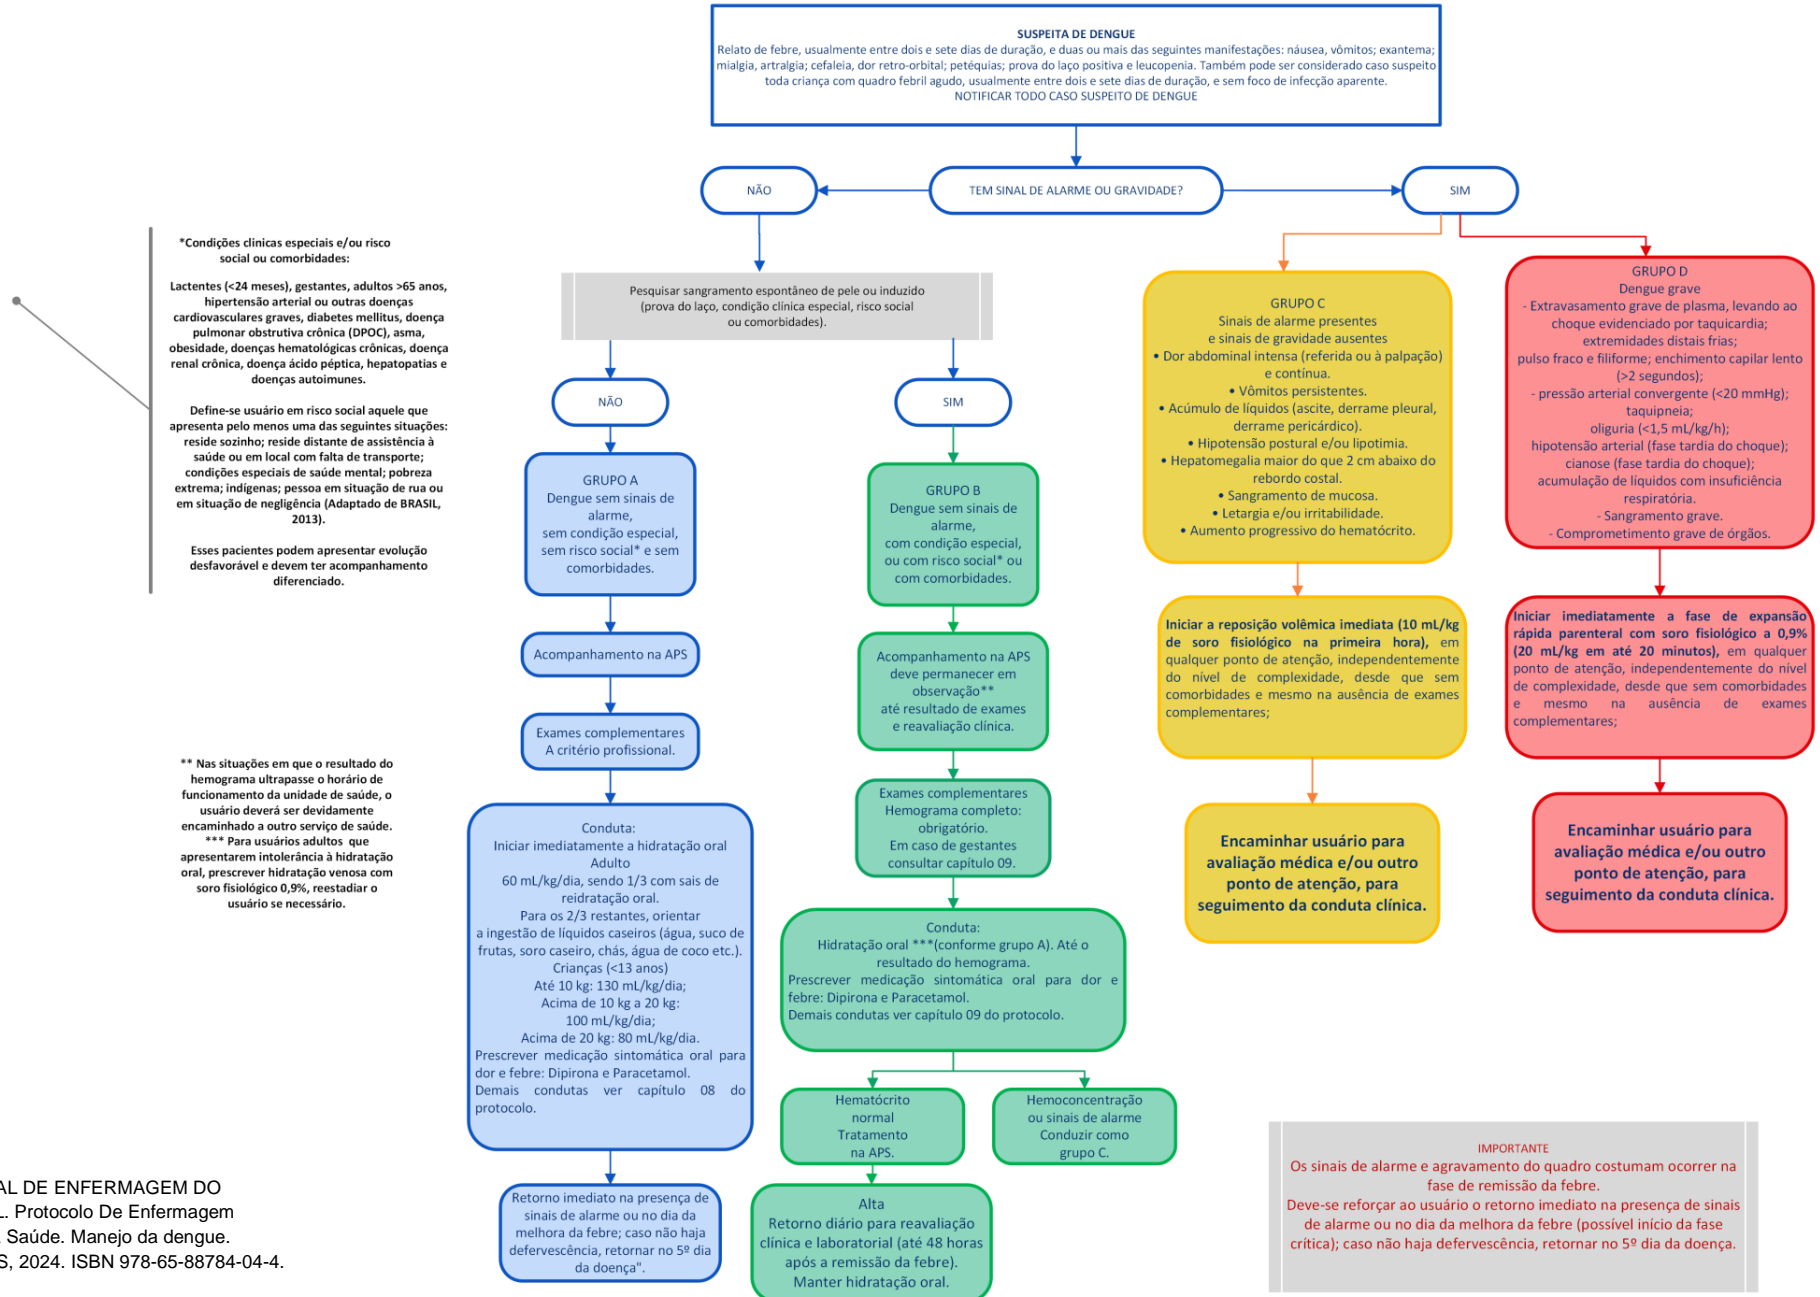 SUSPEITA DE DENGUE
Relato de febre, usualmente entre dois e sete dias de duração, e duas ou mais das seguintes manifestações: náusea, vômitos; exantema;
mialgia, artralgia; cefaleia, dor retro-orbital; petéquias; prova do laço positiva e leucopenia. Também pode ser considerado caso suspeito
toda criança com quadro febril agudo, usualmente entre dois e sete dias de duração, e sem foco de infecção aparente.
NOTIFICAR TODO CASO SUSPEITO DE DENGUE
NÃO
TEM SINAL DE ALARME OU GRAVIDADE?
SIM
*Condições clinicas especiais e/ou risco
social ou comorbidades:
Lactentes (<24 meses), gestantes, adultos >65 anos,
hipertensão arterial ou outras doenças
cardiovasculares graves, diabetes mellitus, doença
pulmonar obstrutiva crônica (DPOC), asma,
obesidade, doenças hematológicas crônicas, doença
renal crônica, doença ácido péptica, hepatopatias e
doenças autoimunes.
Define-se usuário em risco social aquele que
apresenta pelo menos uma das seguintes situações:
reside sozinho; reside distante de assistência à
saúde ou em local com falta de transporte;
condições especiais de saúde mental; pobreza
extrema; indígenas; pessoa em situação de rua ou
em situação de negligência (Adaptado de BRASIL,
2013).
Esses pacientes podem apresentar evolução
desfavorável e devem ter acompanhamento
diferenciado.
** Nas situações em que o resultado do
hemograma ultrapasse o horário de
funcionamento da unidade de saúde, o
usuário deverá ser devidamente
encaminhado a outro serviço de saúde.
*** Para usuários adultos que
apresentarem intolerância à hidratação
oral, prescrever hidratação venosa com
soro fisiológico 0,9%, reestadiar o
usuário se necessário.
Pesquisar sangramento espontâneo de pele ou induzido
(prova do laço, condição clínica especial, risco social
ou comorbidades).
NÃO
SIM
GRUPO A
Dengue sem sinais de
alarme,
sem condição especial,
sem risco social* e sem
comorbidades.
Acompanhamento na APS
Exames complementares
A critério profissional.
Conduta:
Iniciar imediatamente a hidratação oral
Adulto
60 mL/kg/dia, sendo 1/3 com sais de
reidratação oral.
Para os 2/3 restantes, orientar
a ingestão de líquidos caseiros (água, suco de
frutas, soro caseiro, chás, água de coco etc.).
Crianças (<13 anos)
Até 10 kg: 130 mL/kg/dia;
Acima de 10 kg a 20 kg:
100 mL/kg/dia;
Acima de 20 kg: 80 mL/kg/dia.
Prescrever medicação sintomática oral para
dor e febre: Dipirona e Paracetamol.
Demais condutas ver capítulo 08 do
protocolo.
Retorno imediato na presença de
sinais de alarme ou no dia da
melhora da febre; caso não haja
defervescência, retornar no 5º dia
da doença".
GRUPO B
Dengue sem sinais de
alarme,
com condição especial,
ou com risco social* ou
com comorbidades.
Acompanhamento na APS
deve permanecer em
observação**
até resultado de exames
e reavaliação clínica.
Exames complementares
Hemograma completo:
obrigatório.
Em caso de gestantes
consultar capítulo 09.
Conduta:
Hidratação oral ***(conforme grupo A). Até o
resultado do hemograma.
Prescrever medicação sintomática oral para dor e
febre: Dipirona e Paracetamol.
Demais condutas ver capítulo 09 do protocolo.
Hematócrito
normal
Tratamento
na APS.
Hemoconcentração
ou sinais de alarme
Conduzir como
grupo C.
Alta
Retorno diário para reavaliação
clínica e laboratorial (até 48 horas
após a remissão da febre).
Manter hidratação oral.
GRUPO C
Sinais de alarme presentes
e sinais de gravidade ausentes
• Dor abdominal intensa (referida ou à palpação)
e contínua.
• Vômitos persistentes.
• Acúmulo de líquidos (ascite, derrame pleural,
derrame pericárdico).
• Hipotensão postural e/ou lipotimia.
• Hepatomegalia maior do que 2 cm abaixo do
rebordo costal.
• Sangramento de mucosa.
• Letargia e/ou irritabilidade.
• Aumento progressivo do hematócrito.
Iniciar a reposição volêmica imediata (10 mL/kg
de soro fisiológico na primeira hora), em
qualquer ponto de atenção, independentemente
do nível de complexidade, desde que sem
comorbidades e mesmo na ausência de exames
complementares;
Encaminhar usuário para
avaliação médica e/ou outro
ponto de atenção, para
seguimento da conduta clínica.
GRUPO D
Dengue grave
- Extravasamento grave de plasma, levando ao
choque evidenciado por taquicardia;
extremidades distais frias;
pulso fraco e filiforme; enchimento capilar lento
(>2 segundos);
- pressão arterial convergente (<20 mmHg);
taquipneia;
oliguria (<1,5 mL/kg/h);
hipotensão arterial (fase tardia do choque);
cianose (fase tardia do choque);
acumulação de líquidos com insuficiência
respiratória.
- Sangramento grave.
- Comprometimento grave de órgãos.
Iniciar imediatamente a fase de expansão
rápida parenteral com soro fisiológico a 0,9%
(20 mL/kg em até 20 minutos), em qualquer
ponto de atenção, independentemente do nível
de complexidade, desde que sem comorbidades
e mesmo na ausência de exames
complementares;
Encaminhar usuário para
avaliação médica e/ou outro
ponto de atenção, para
seguimento da conduta clínica.
IMPORTANTE
Os sinais de alarme e agravamento do quadro costumam ocorrer na
fase de remissão da febre.
Deve-se reforçar ao usuário o retorno imediato na presença de sinais
de alarme ou no dia da melhora da febre (possível início da fase
crítica); caso não haja defervescência, retornar no 5º dia da doença.
AL DE ENFERMAGEM DO
L. Protocolo De Enfermagem
Saúde. Manejo da dengue.
S, 2024. ISBN 978-65-88784-04-4.